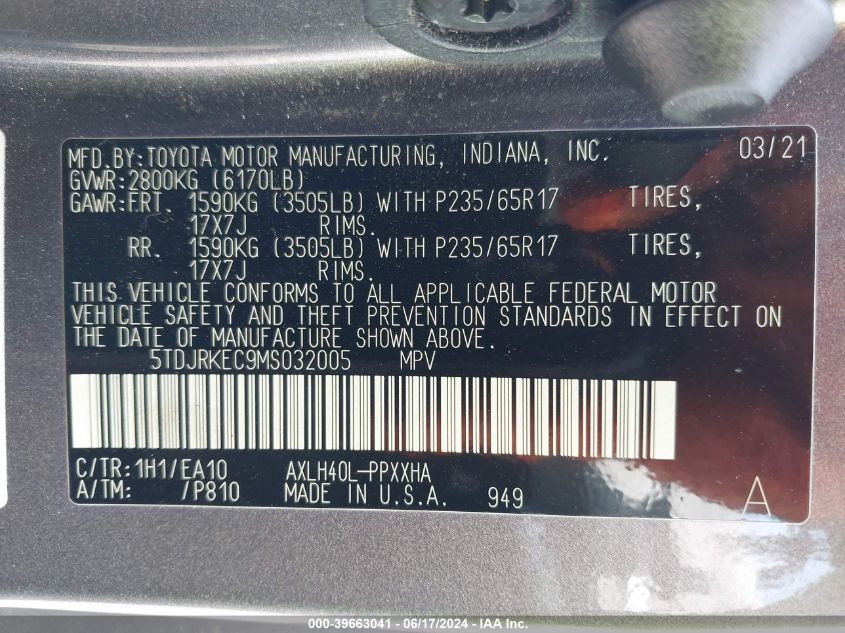 MFD.BY:TOYOTA MOTOR MANUFACTURING, INDIANA, INC. 03/21
GVWR:2800KG (6170LB)
GAWR:FRT. 1590KG (3505LB) WITH P235/65R17 TIRES,
17X7J RIMS.
RR. 1590KG (3505LB) WITH P235/65R17 TIRES,
17X7J RIMS.
THIS VEHICLE CONFORMS TO ALL APPLICABLE FEDERAL MOTOR
VEHICLE SAFETY AND THEFT PREVENTION STANDARDS IN EFFECT ON
THE DATE OF MANUFACTURE SHOWN ABOVE.
5TDJRKEC9MS032005 MPV
C/TR:1H1/EA10 AXLH40L-PPXXHA
A/TM: /P810 MADE IN U.S.A. 949 A
000-39663041 - 06/17/2024 - IAA Inc.